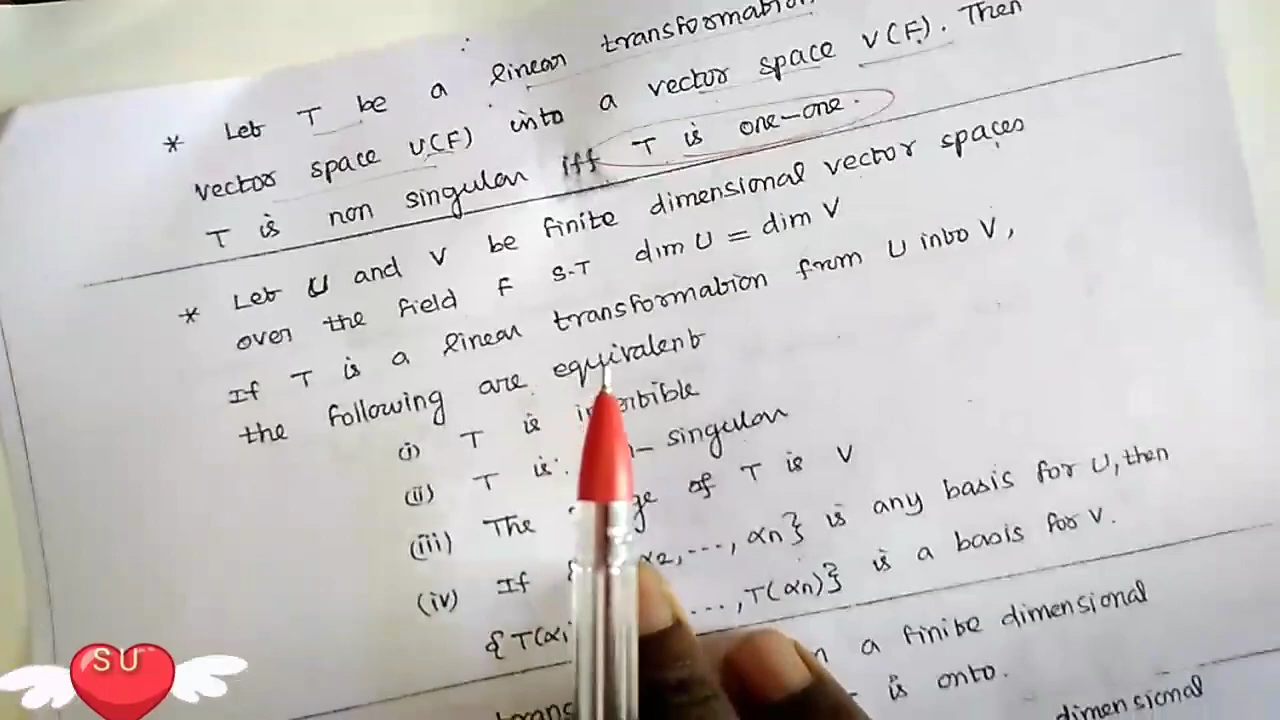 * Let T be a linear transformation
vector space U(F) into a vector space V(F). Then
T is non singular iff T is one-one.
* Let U and V be finite dimensional vector spaces
over the field F S.T dim U = dim V
If T is a linear transformation from U into V,
the following are equivalent
(i) T is
(ii) T is singular
(iii) The of T is V
(iv) If { α2, ..., αn} is any basis for U, then
{T(α1 ..., T(αn)} is a basis for V.
a finite dimensional
is onto.
dimensional
SU